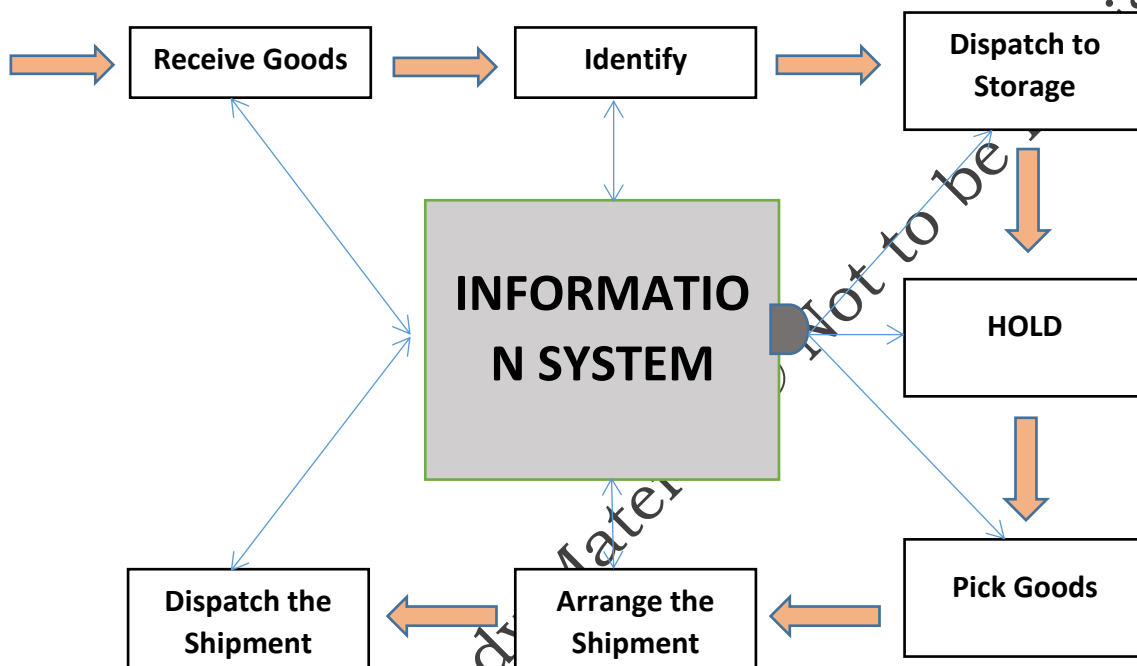 Receive Goods
Identify
Dispatch to
Storage
INFORMATIO
N SYSTEM
HOLD
Pick Goods
Arrange the
Shipment
Dispatch the
Shipment
Not to be